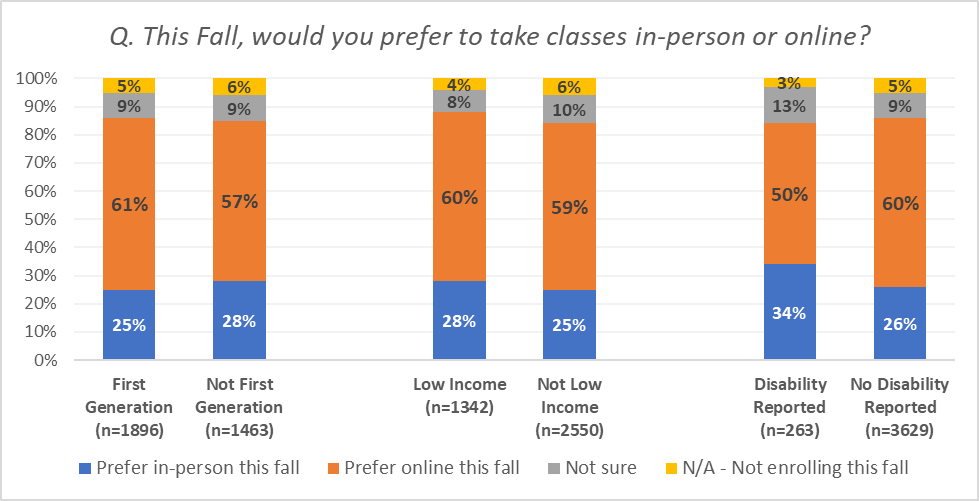 Q. This Fall, would you prefer to take classes in-person or online?
100%
90%
80%
70%
60%
50%
40%
30%
20%
10%
0%
5%
9%
61%
25%
6%
9%
57%
28%
4%
8%
60%
28%
6%
10%
59%
25%
3%
13%
50%
34%
5%
9%
60%
26%
First
Generation
(n=1896)
Not First
Generation
(n=1463)
Low Income
(n=1342)
Not Low
Income
(n=2550)
Disability
Reported
(n=263)
No Disability
Reported
(n=3629)
Prefer in-person this fall
Prefer online this fall
Not sure
N/A - Not enrolling this fall